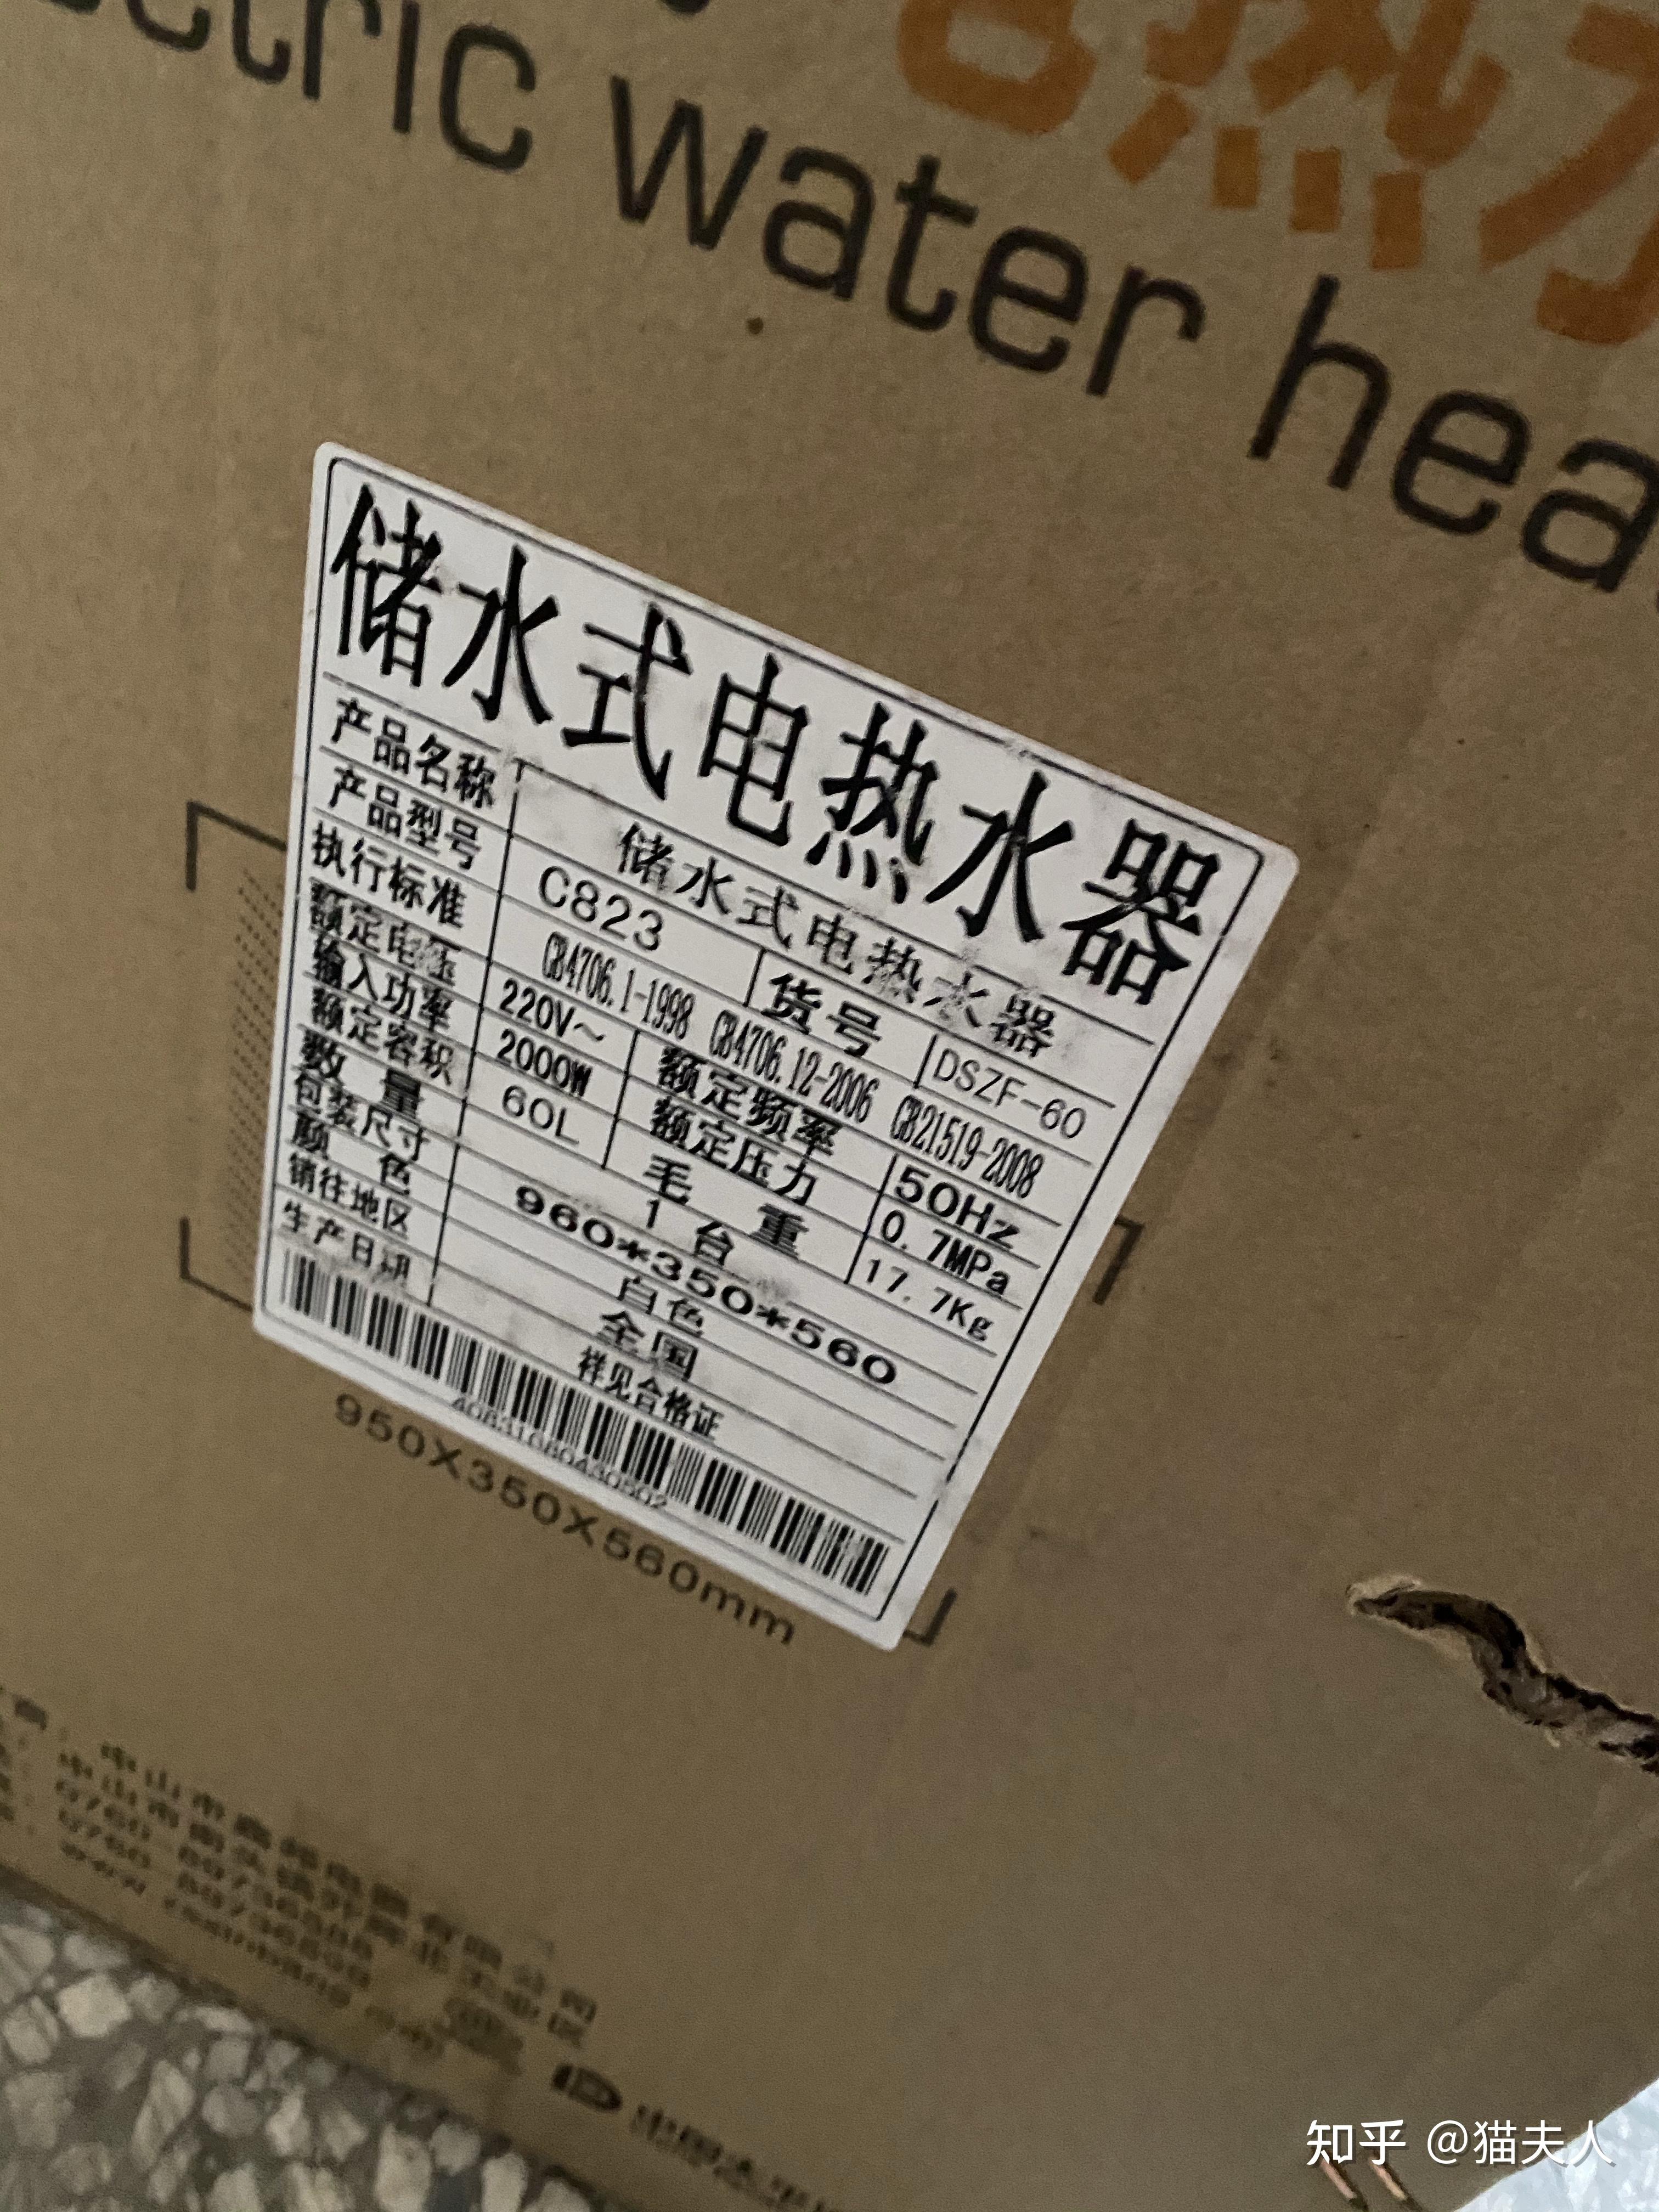 热水
ectric water hea
储水式电热水器
产品名称 储水式电热水器
产品型号 C823 货号 DSZF-60
执行标准 GB4706.1-1998 GB4706.12-2006 GB21519-2008
额定电压 220V～ 额定频率 50Hz
输入功率 2000W 额定压力 0.7MPa
额定容积 60L 毛 重 17.7Kg
数 量 1 台
包装尺寸 960*350*560
颜 色 白色
销往地区 全国
生产日期 祥见合格证
4083168043050­2
950X350X560mm
知乎 @猫夫人